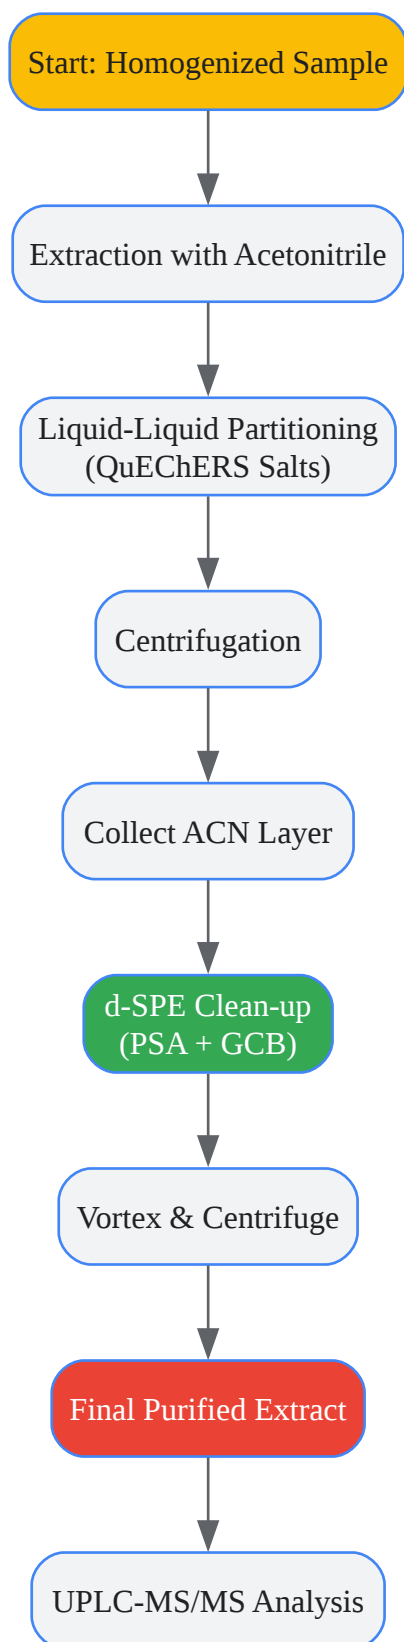 Start: Homogenized Sample
Extraction with Acetonitrile
Liquid-Liquid Partitioning
(QuEChERS Salts)
Centrifugation
Collect ACN Layer
d-SPE Clean-up
(PSA + GCB)
Vortex & Centrifuge
Final Purified Extract
UPLC-MS/MS Analysis